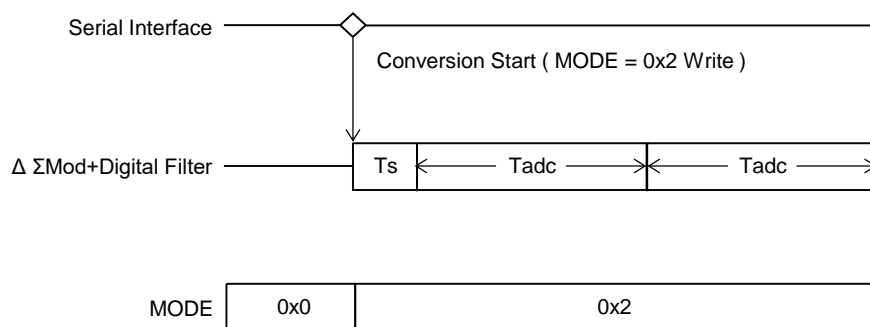 Serial Interface
Conversion Start ( MODE = 0x2 Write )
Δ ΣMod+Digital Filter
Ts
Tadc
Tadc
MODE
0x0
0x2